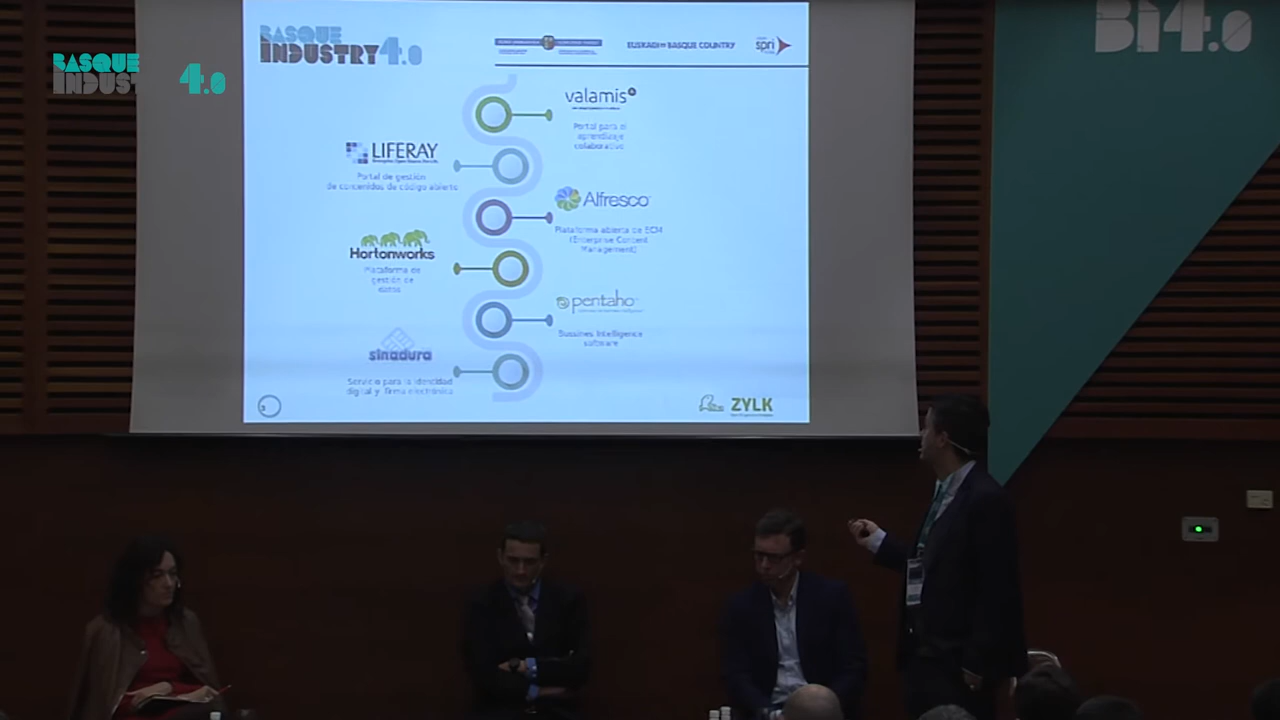 BASQUE
INDUSTRY 4.0
EUSKADI BASQUE COUNTRY
spri
Bi4.0
BASQUE
INDUST 4.0
valamis
Portal para el
aprendizaje
colaborativo
LIFERAY
Portal de gestión
de contenidos de código abierto
Alfresco
Plataforma abierta de ECM
(Enterprise Content
Management)
Hortonworks
Plataforma de
gestión de
datos
pentaho
Bussines Intelligence
software
sinadura
Servicio para la identidad
digital y firma electrónica
3
ZYLK